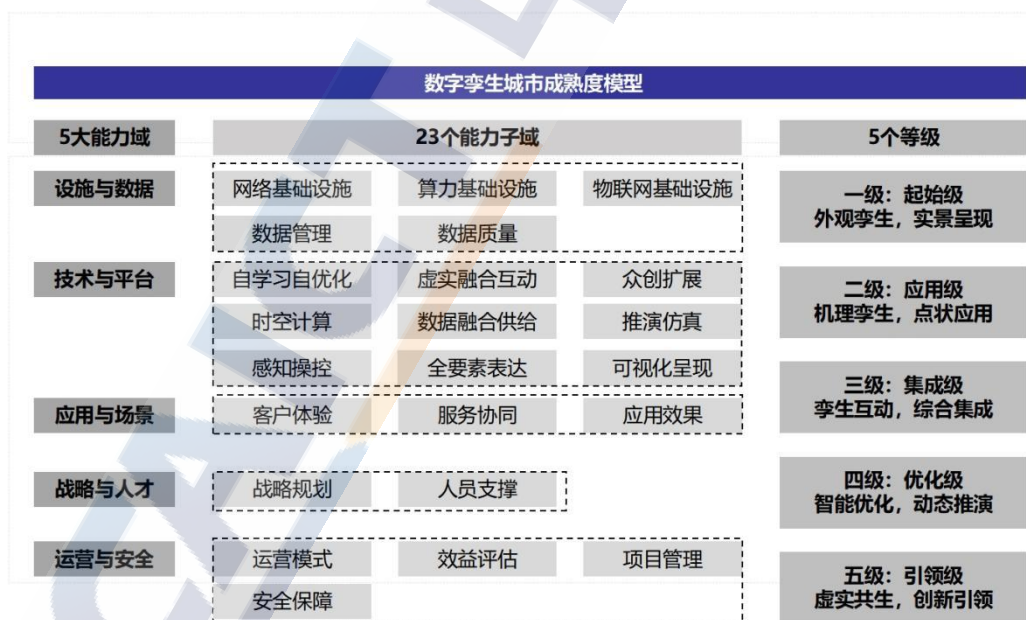 数字孪生城市成熟度模型
5大能力域 23个能力子域 5个等级
设施与数据 网络基础设施 算力基础设施 物联网基础设施
数据管理 数据质量
一级：起始级
外观孪生，实景呈现
技术与平台 自学习自优化 虚实融合互动 众创扩展
时空计算 数据融合供给 推演仿真
感知操控 全要素表达 可视化呈现
二级：应用级
机理孪生，点状应用
应用与场景 客户体验 服务协同 应用效果
三级：集成级
孪生互动，综合集成
战略与人才 战略规划 人员支撑
四级：优化级
智能优化，动态推演
运营与安全 运营模式 效益评估 项目管理
安全保障
五级：引领级
虚实共生，创新引领
CAICT